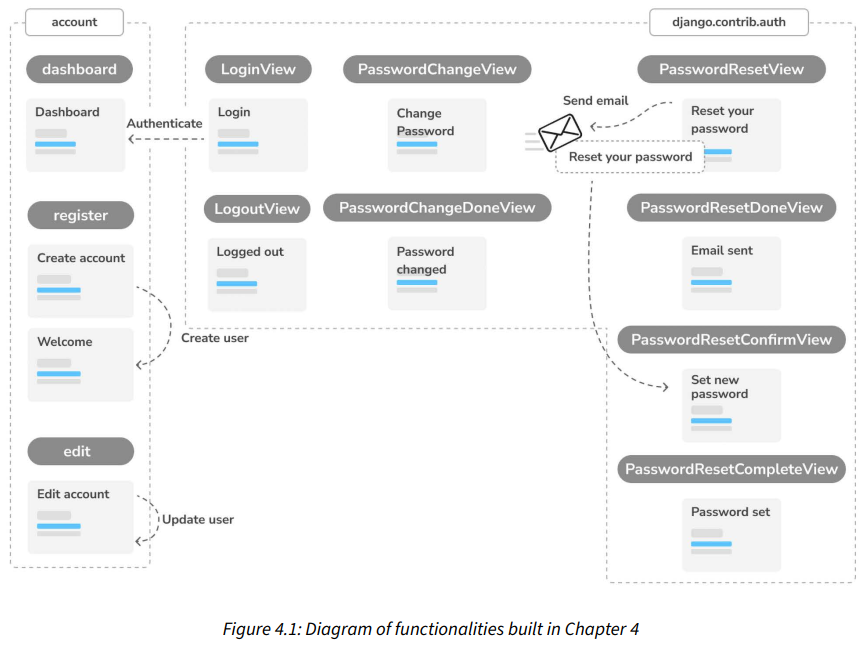 account
django.contrib.auth
dashboard
LoginView
PasswordChangeView
PasswordResetView
Dashboard
Authenticate
Login
Change
Password
Send email
Reset your
password
Reset your password
register
LogoutView
PasswordChangeDoneView
PasswordResetDoneView
Create account
Logged out
Password
changed
Email sent
Welcome
Create user
PasswordResetConfirmView
Set new
password
edit
PasswordResetCompleteView
Edit account
Update user
Password set
Figure 4.1: Diagram of functionalities built in Chapter 4